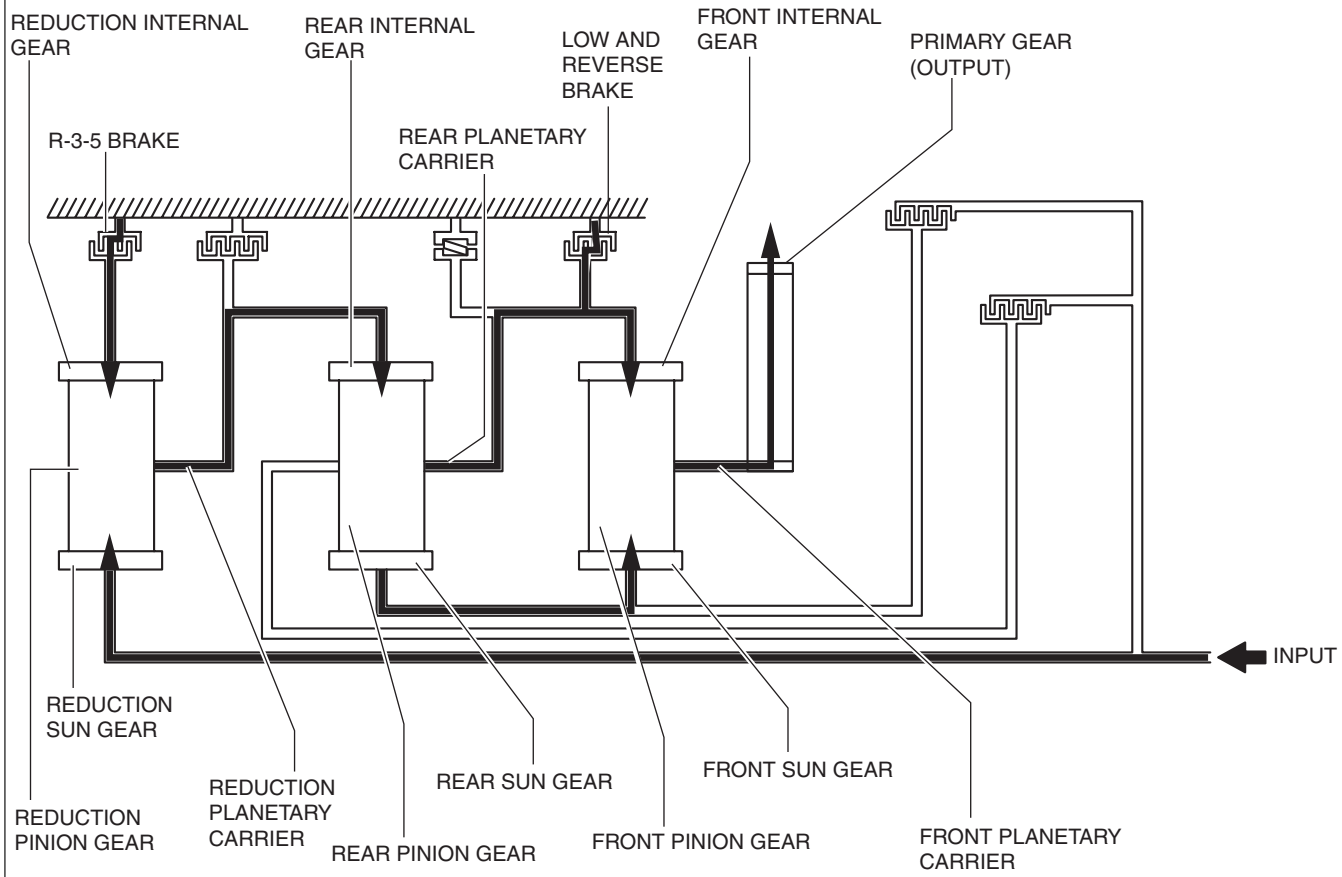 REDUCTION INTERNAL
GEAR
REAR INTERNAL
GEAR
LOW AND
REVERSE
BRAKE
FRONT INTERNAL
GEAR
PRIMARY GEAR
(OUTPUT)
R-3-5 BRAKE
REAR PLANETARY
CARRIER
INPUT
REDUCTION
SUN GEAR
REDUCTION
PINION GEAR
REDUCTION
PLANETARY
CARRIER
REAR SUN GEAR
REAR PINION GEAR
FRONT SUN GEAR
FRONT PINION GEAR
FRONT PLANETARY
CARRIER